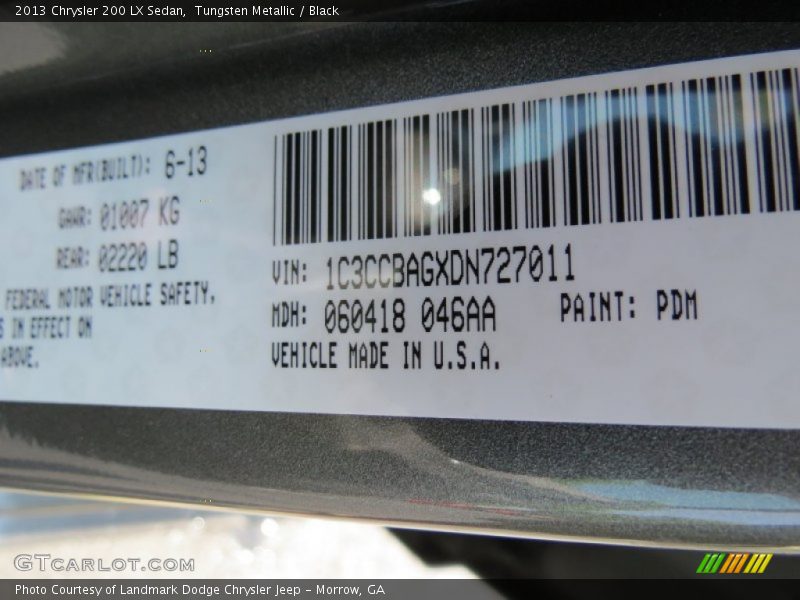 2013 Chrysler 200 LX Sedan,  Tungsten Metallic / Black
DATE OF MFR(BUILT): 6-13
GAWR: 01007 KG
REAR: 02220 LB
FEDERAL MOTOR VEHICLE SAFETY,
S IN EFFECT ON
ABOVE.
VIN: 1C3CCBAGXDN727011
MDH: 060418 046AA
PAINT: PDM
VEHICLE MADE IN U.S.A.
GTCARLOT.COM
Photo Courtesy of Landmark Dodge Chrysler Jeep – Morrow, GA